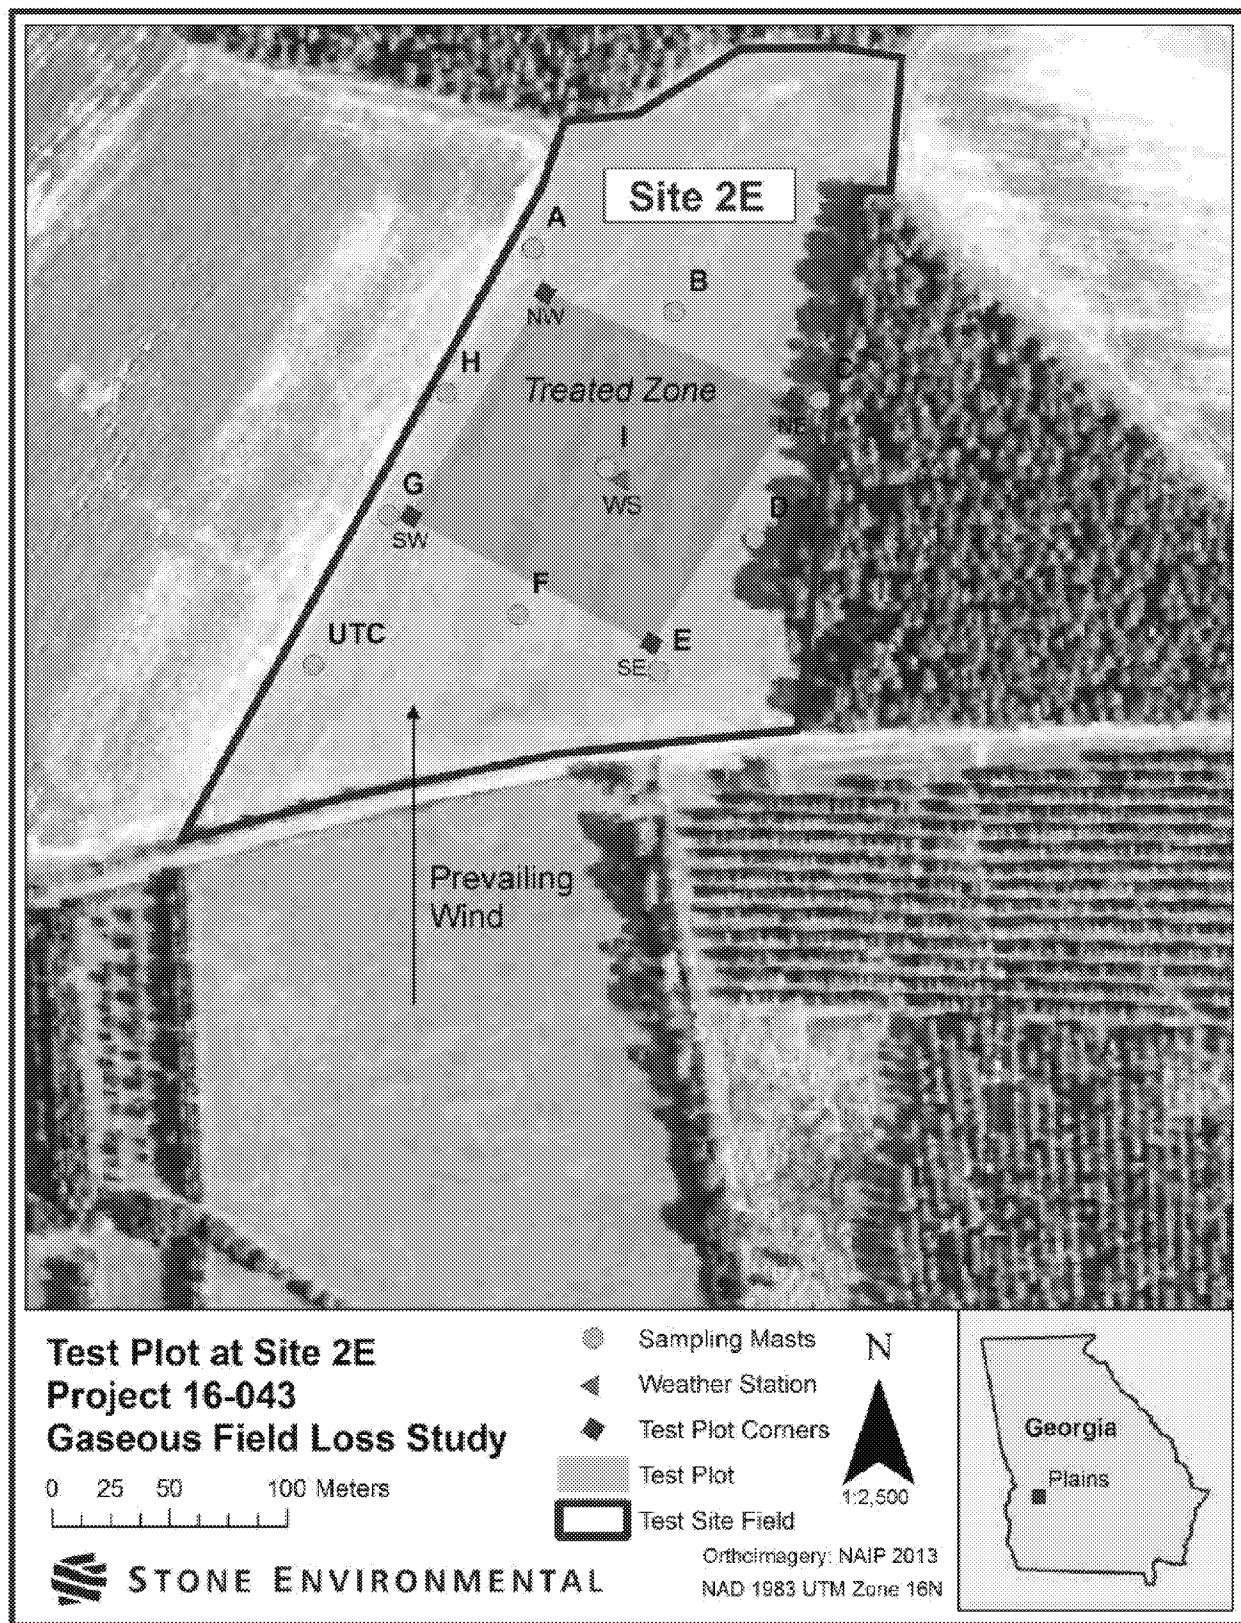 Site 2E
A
B
NW
H
C
Treated Zone
NE
I
G
WS
D
SW
F
UTC
E
SE
Prevailing
Wind
Test Plot at Site 2E
Project 16-043
Gaseous Field Loss Study
0 25 50 100 Meters
STONE ENVIRONMENTAL
Sampling Masts
Weather Station
Test Plot Corners
Test Plot
Test Site Field
N
1:2,500
Orthoimagery: NAIP 2013
NAD 1983 UTM Zone 16N
Georgia
Plains